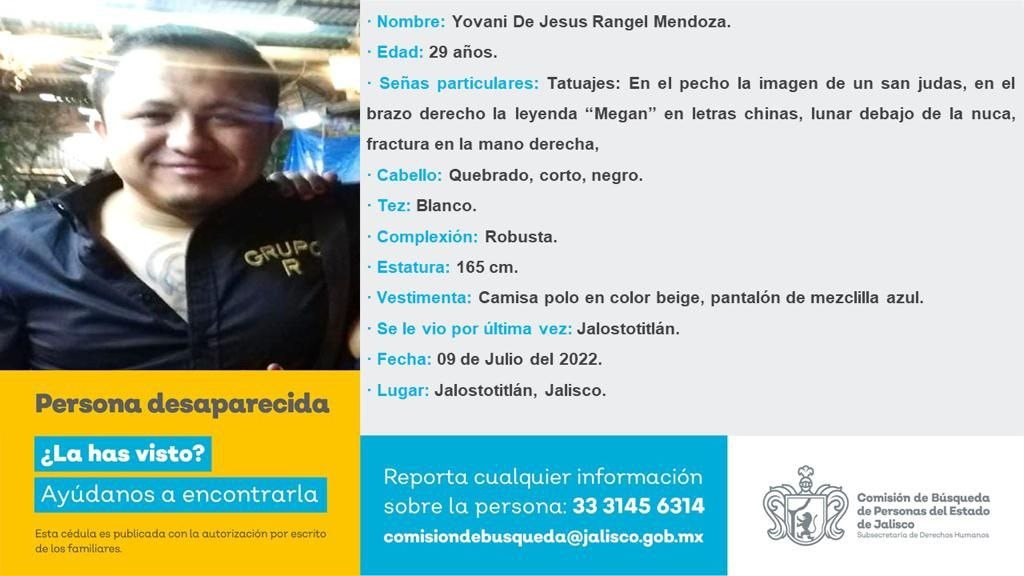 GRUPO
R
· Nombre: Yovani De Jesus Rangel Mendoza.
· Edad: 29 años.
· Señas particulares: Tatuajes: En el pecho la imagen de un san judas, en el
brazo derecho la leyenda “Megan” en letras chinas, lunar debajo de la nuca,
fractura en la mano derecha,
· Cabello: Quebrado, corto, negro.
· Tez: Blanco.
· Complexión: Robusta.
· Estatura: 165 cm.
· Vestimenta: Camisa polo en color beige, pantalón de mezclilla azul.
· Se le vio por última vez: Jalostotitlán.
· Fecha: 09 de Julio del 2022.
· Lugar: Jalostotitlán, Jalisco.
Persona desaparecida
¿La has visto?
Ayúdanos a encontrarla
Esta cédula es publicada con la autorización por escrito
de los familiares.
Reporta cualquier información
sobre la persona: 33 3145 6314
comisiondebusqueda@jalisco.gob.mx
Comisión de Búsqueda
de Personas del Estado
de Jalisco
Subsecretaría de Derechos Humanos